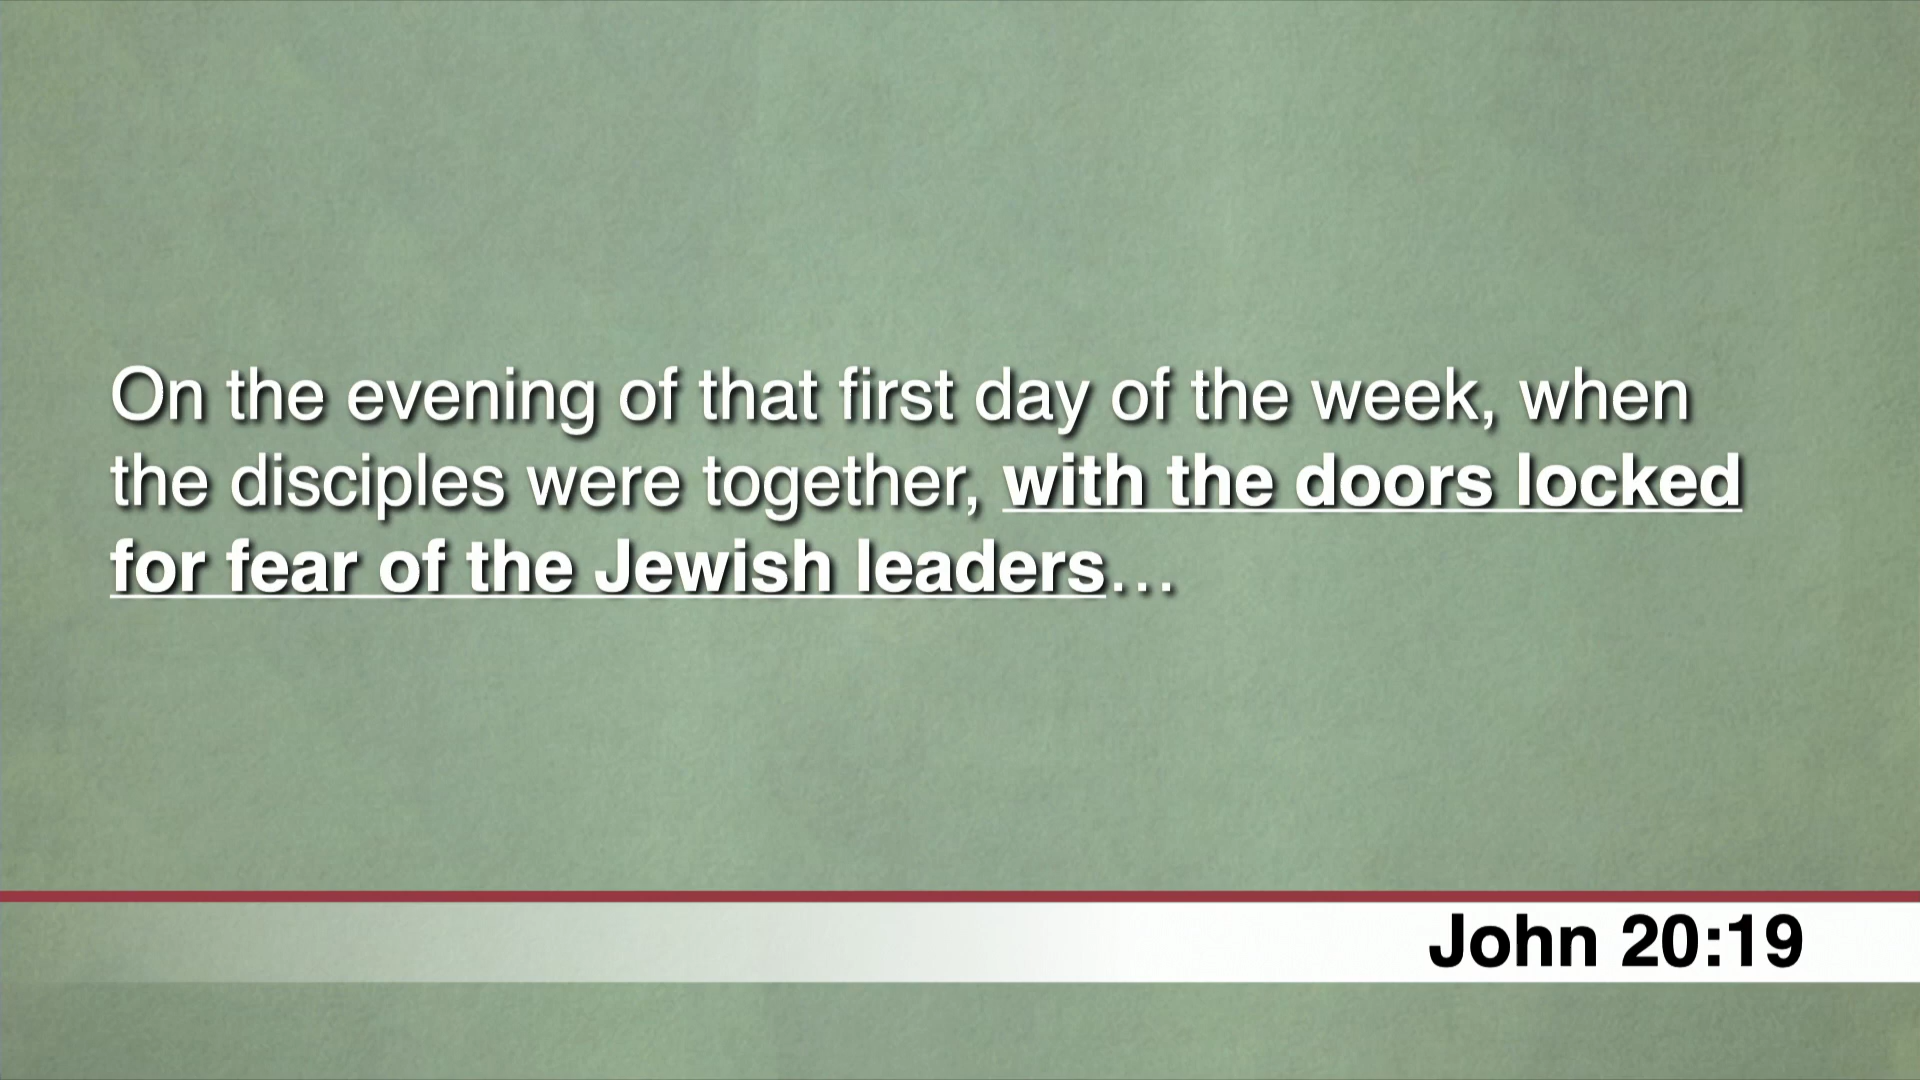 On the evening of that first day of the week, when
the disciples were together, with the doors locked
for fear of the Jewish leaders…
John 20:19